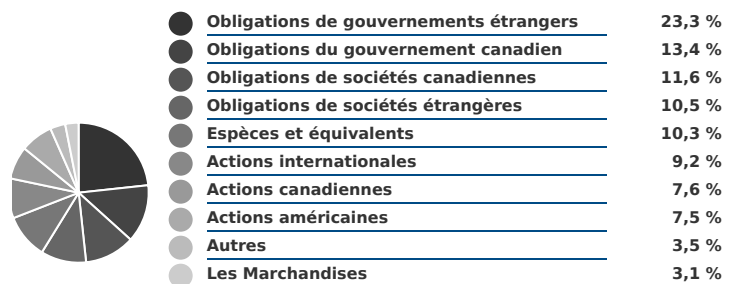 Obligations de gouvernements étrangers 23,3 %
Obligations du gouvernement canadien 13,4 %
Obligations de sociétés canadiennes 11,6 %
Obligations de sociétés étrangères 10,5 %
Espèces et équivalents 10,3 %
Actions internationales 9,2 %
Actions canadiennes 7,6 %
Actions américaines 7,5 %
Autres 3,5 %
Les Marchandises 3,1 %